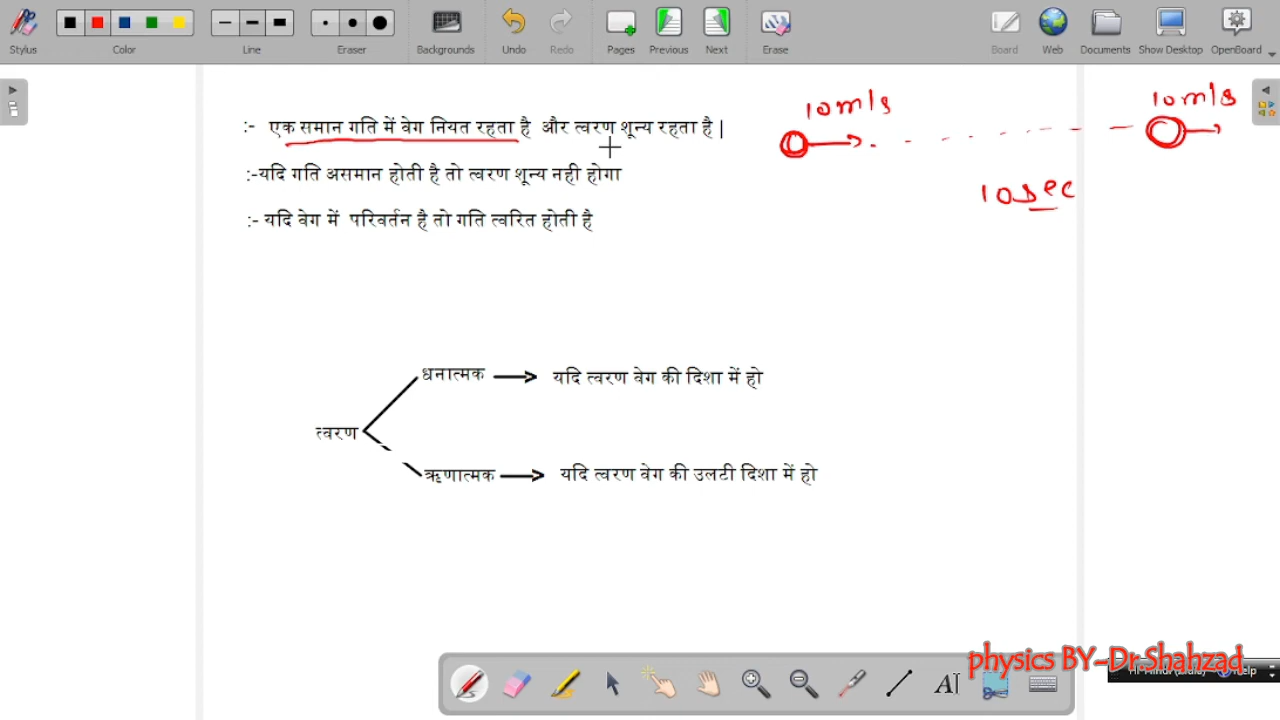 Stylus Color Line Eraser Backgrounds Undo Redo Pages Previous Next Erase Board Web Documents Show Desktop OpenBoard
10m/s 10m/s
:- एक समान गति में वेग नियत रहता है और त्वरण शून्य रहता है |
:-यदि गति असमान होती है तो त्वरण शून्य नही होगा
10sec
:- यदि वेग में परिवर्तन है तो गति त्वरित होती है
धनात्मक यदि त्वरण वेग की दिशा में हो
त्वरण
ऋणात्मक यदि त्वरण वेग की उलटी दिशा में हो
physics BY-Dr.Shahzad
Help